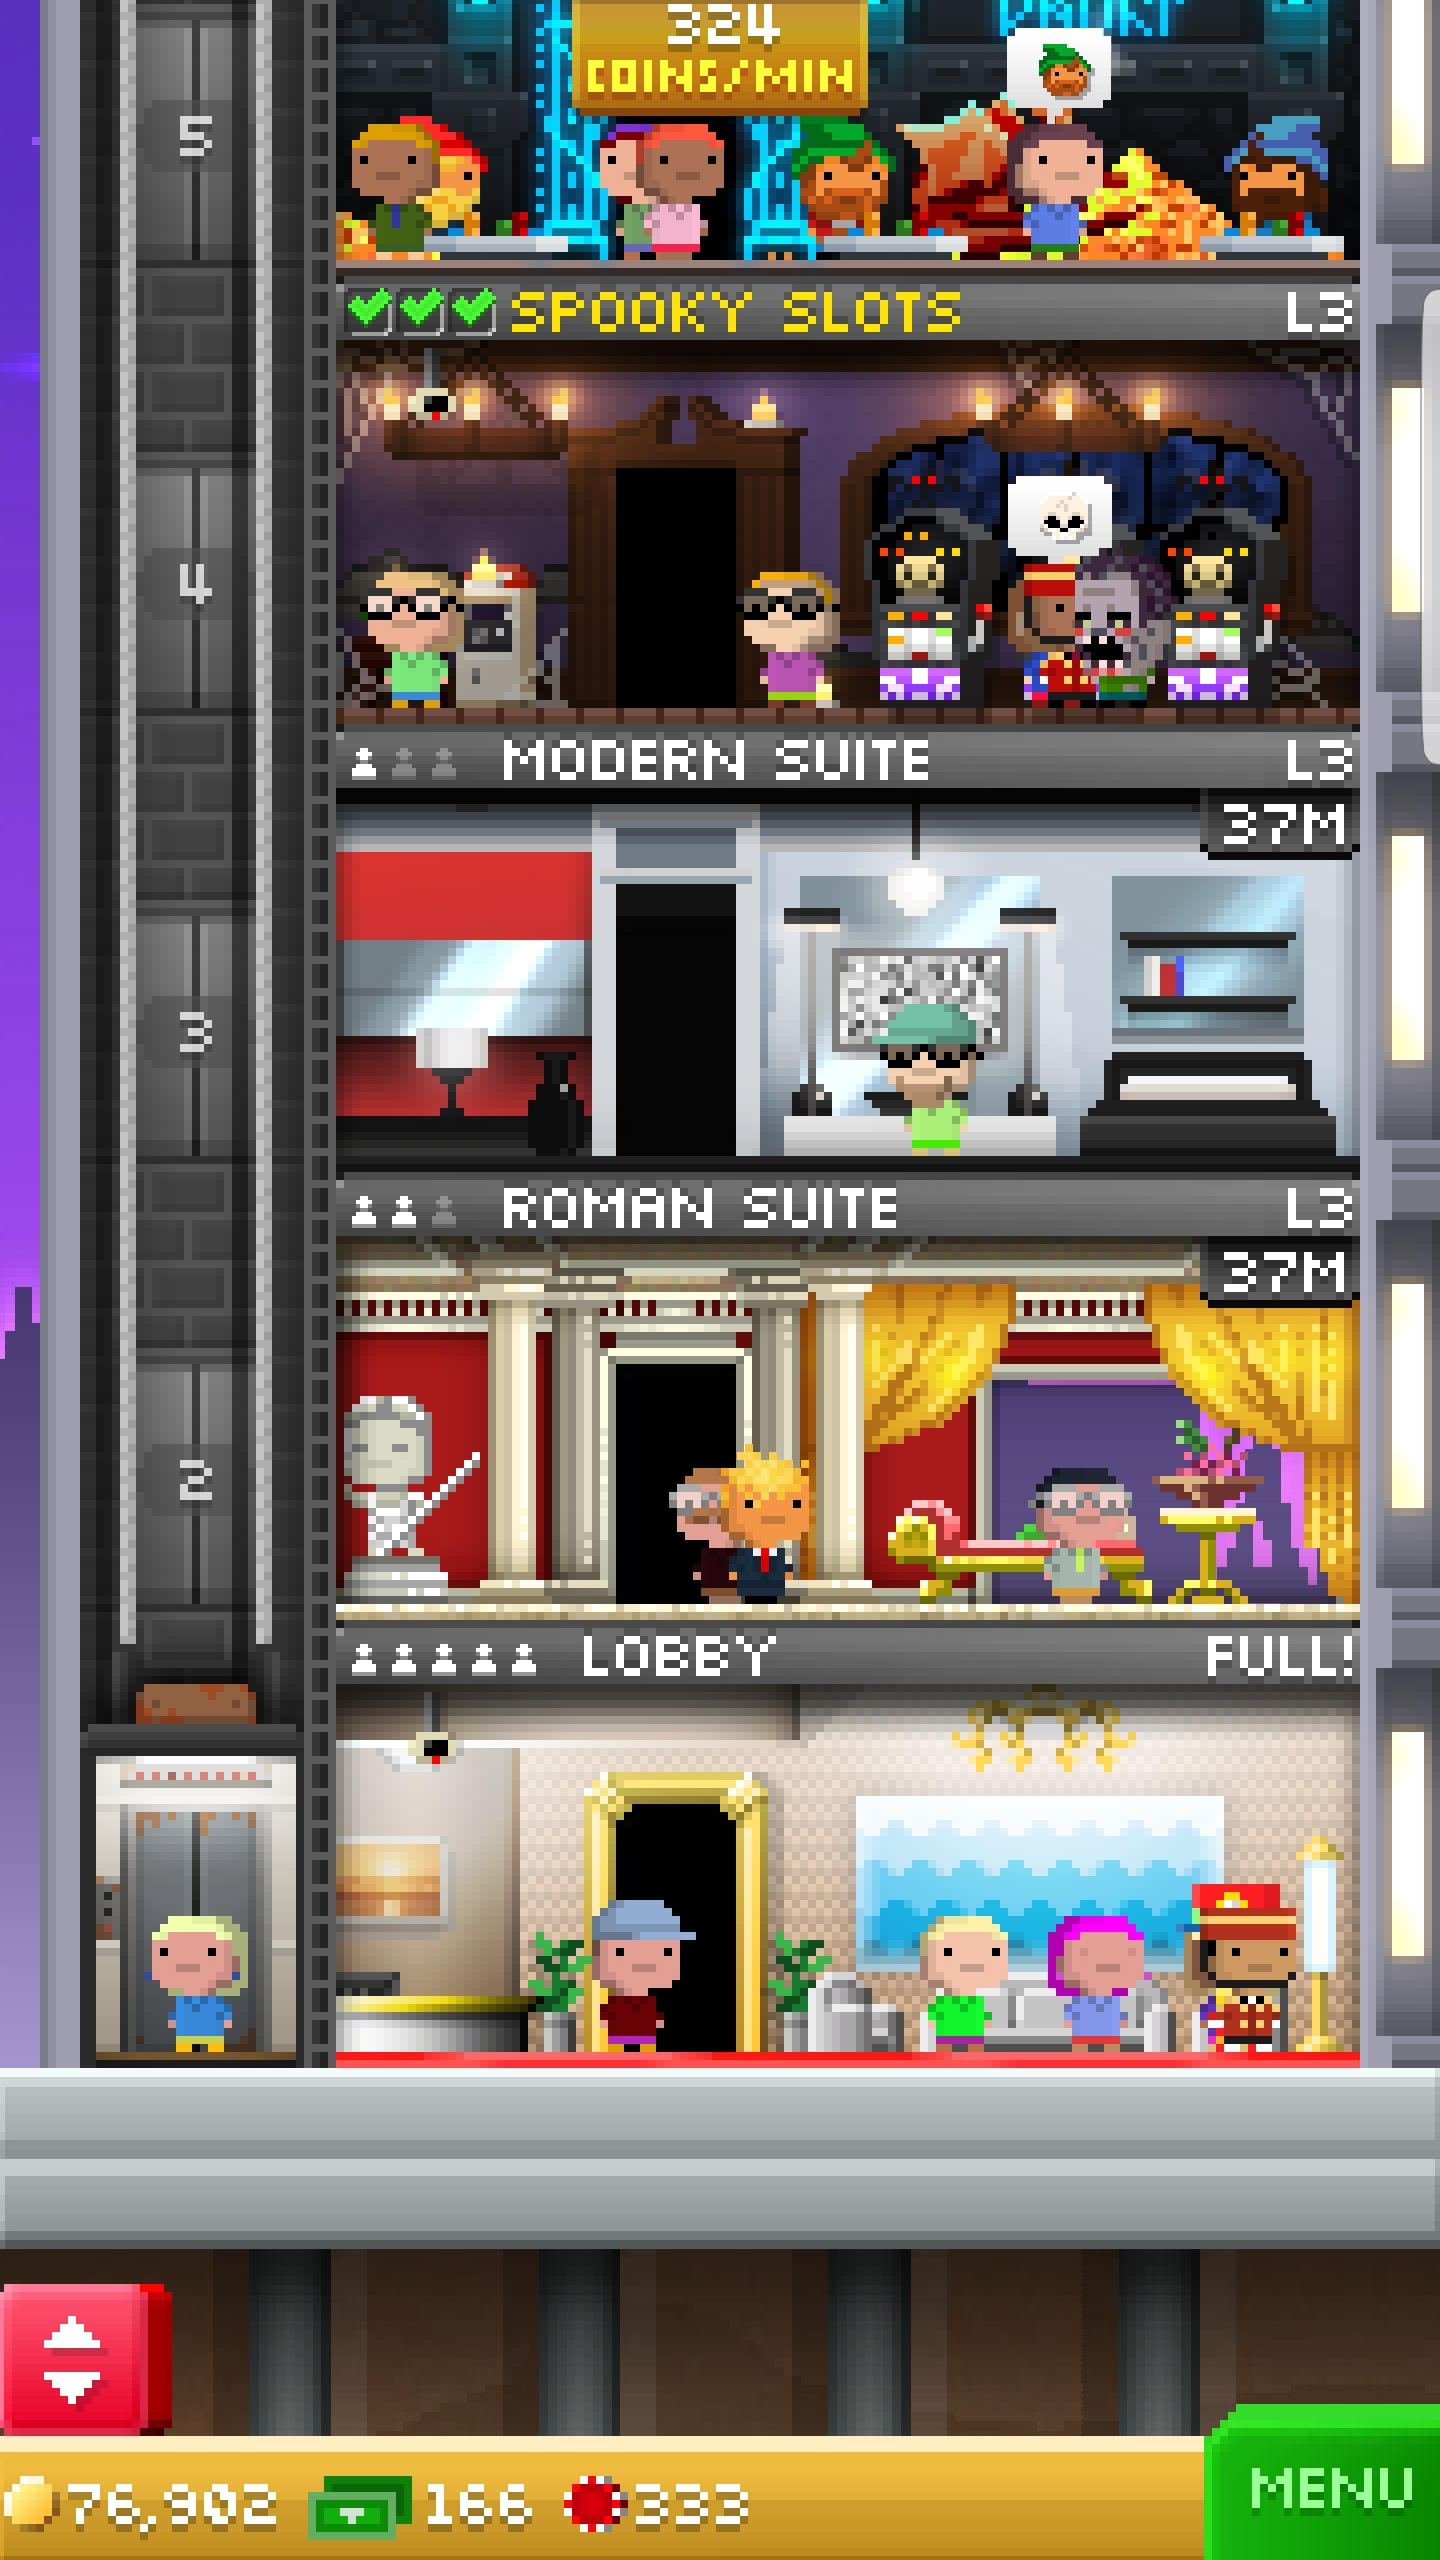 324
COINS/MIN
5
SPOOKY SLOTS L3
4
MODERN SUITE L3
37M
3
ROMAN SUITE L3
37M
2
LOBBY FULL!
76,902 166 333
MENU